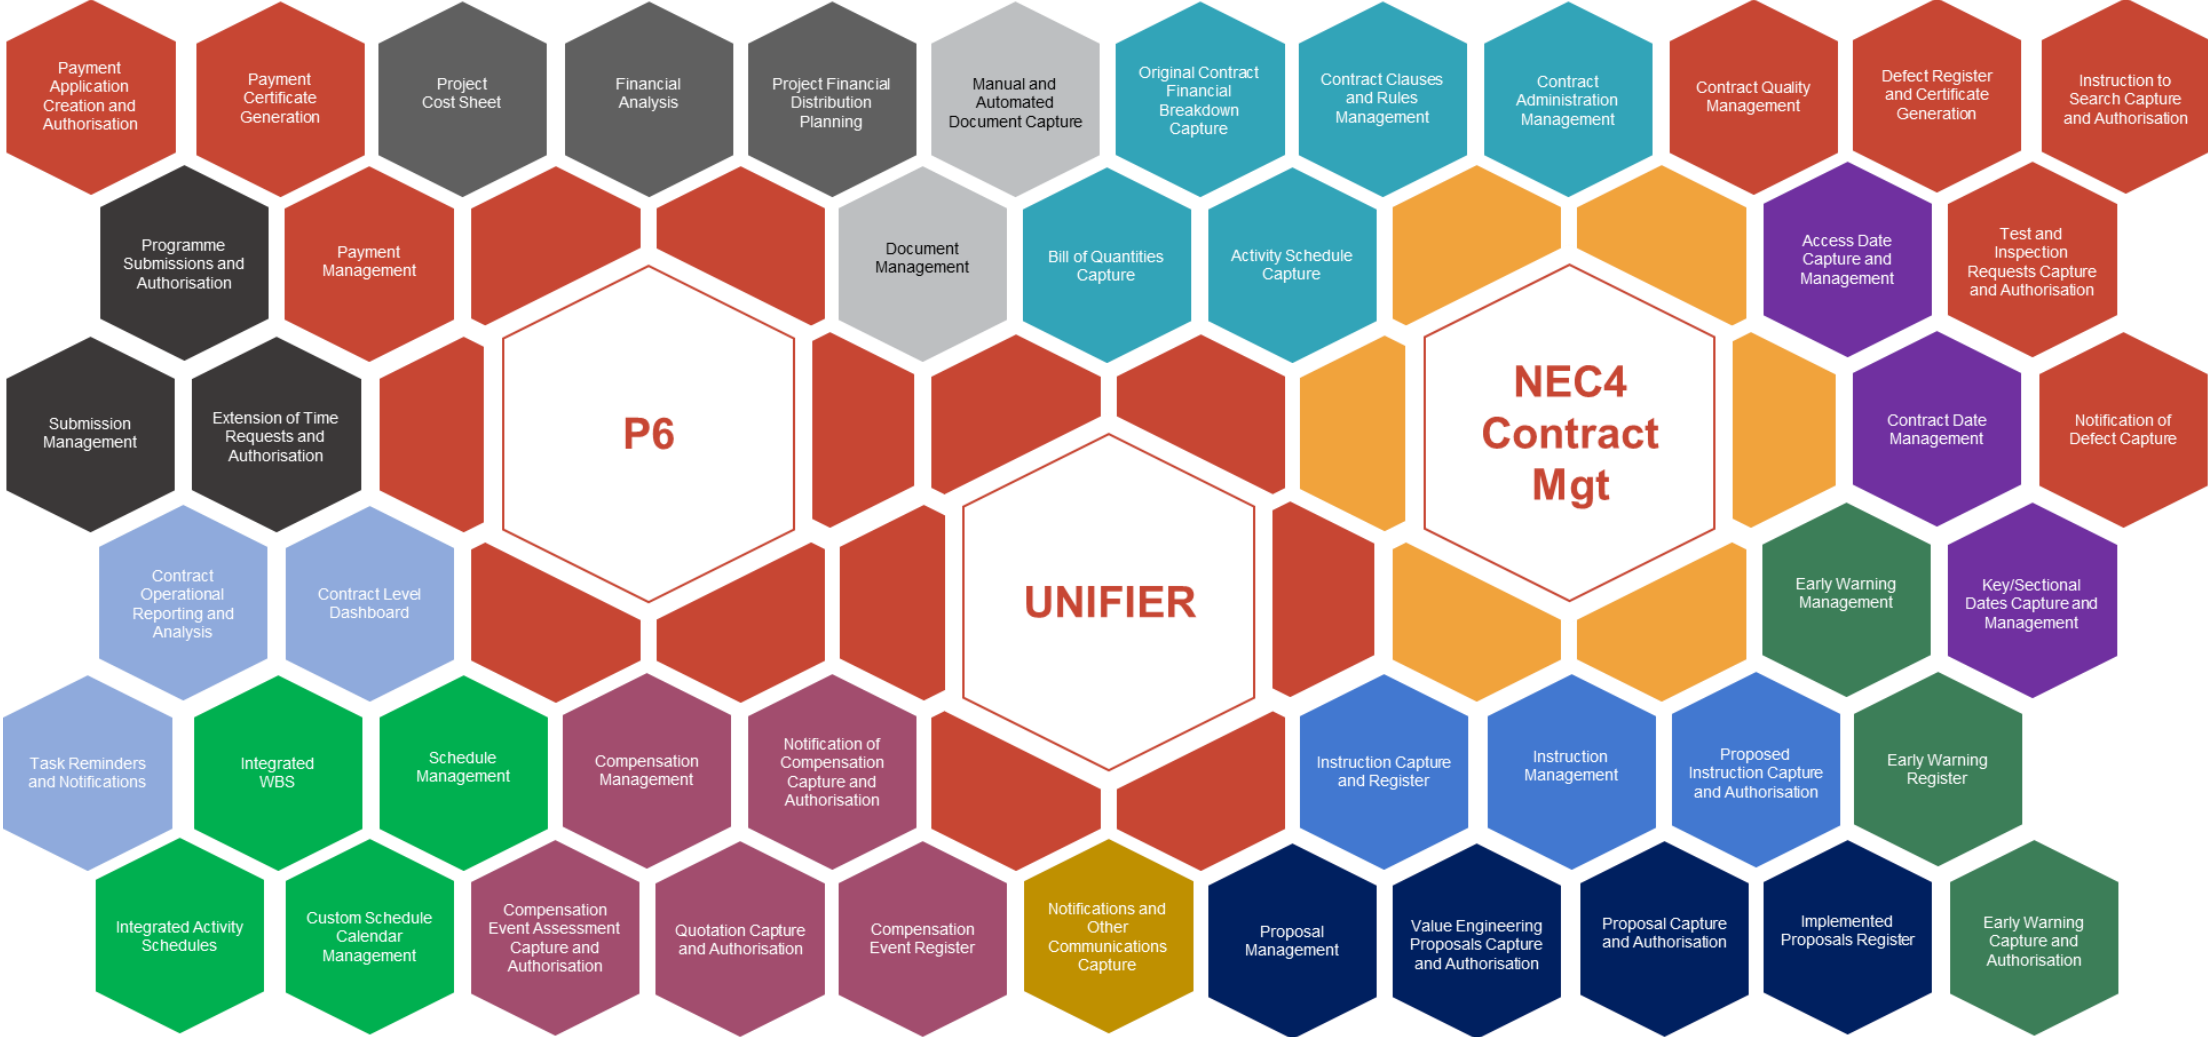 Payment
Application
Creation and
Authorisation
Payment
Certificate
Generation
Project
Cost Sheet
Financial
Analysis
Project Financial
Distribution
Planning
Manual and
Automated
Document Capture
Original Contract
Financial
Breakdown
Capture
Contract Clauses
and Rules
Management
Contract
Administration
Management
Contract Quality
Management
Defect Register
and Certificate
Generation
Instruction to
Search Capture
and Authorisation
Programme
Submissions and
Authorisation
Payment
Management
Document
Management
Bill of Quantities
Capture
Activity Schedule
Capture
Access Date
Capture and
Management
Test and
Inspection
Requests Capture
and Authorisation
Submission
Management
Extension of Time
Requests and
Authorisation
P6
NEC4
Contract
Mgt
Contract Date
Management
Notification of
Defect Capture
Contract
Operational
Reporting and
Analysis
Contract Level
Dashboard
UNIFIER
Early Warning
Management
Key/Sectional
Dates Capture and
Management
Task Reminders
and Notifications
Integrated
WBS
Schedule
Management
Compensation
Management
Notification of
Compensation
Capture and
Authorisation
Instruction Capture
and Register
Instruction
Management
Proposed
Instruction Capture
and Authorisation
Early Warning
Register
Integrated Activity
Schedules
Custom Schedule
Calendar
Management
Compensation
Event Assessment
Capture and
Authorisation
Quotation Capture
and Authorisation
Compensation
Event Register
Notifications and
Other
Communications
Capture
Proposal
Management
Value Engineering
Proposals Capture
and Authorisation
Proposal Capture
and Authorisation
Implemented
Proposals Register
Early Warning
Capture and
Authorisation